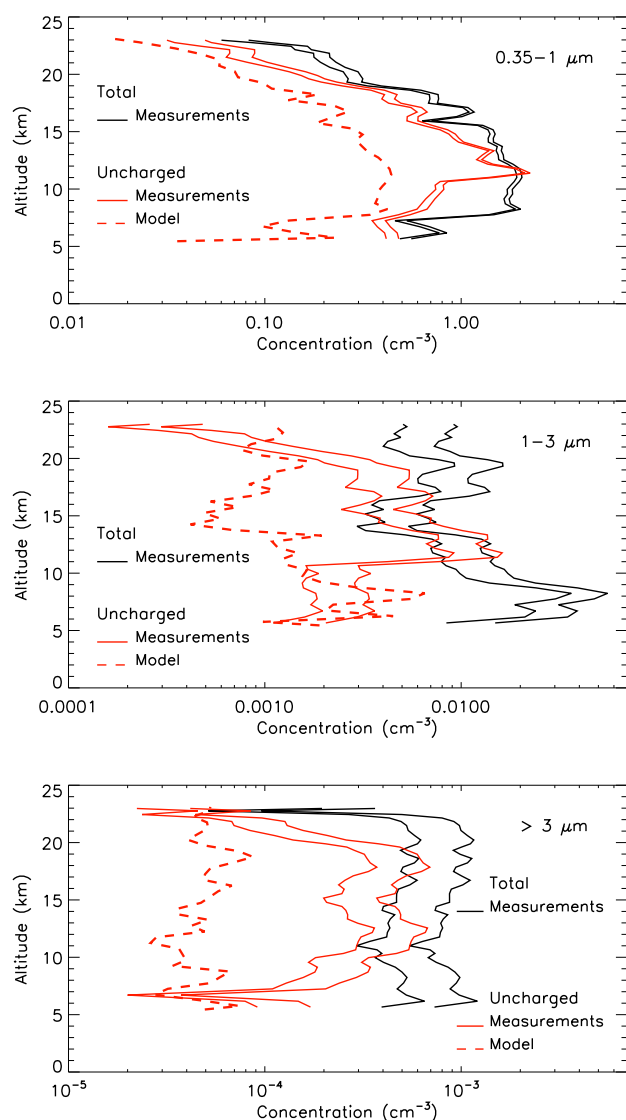 25
0.35−1 μm
20
Total
Measurements
15
Uncharged
10
Measurements
Model
5
0
Altitude (km)
0.01 0.10 1.00
Concentration (cm⁻³)
25
1−3 μm
20
15
Total
Measurements
10
Uncharged
5
Measurements
Model
0
Altitude (km)
0.0001 0.0010 0.0100
Concentration (cm⁻³)
25
> 3 μm
20
Total
15
Measurements
10
Uncharged
5
Measurements
Model
0
Altitude (km)
10⁻⁵ 10⁻⁴ 10⁻³
Concentration (cm⁻³)